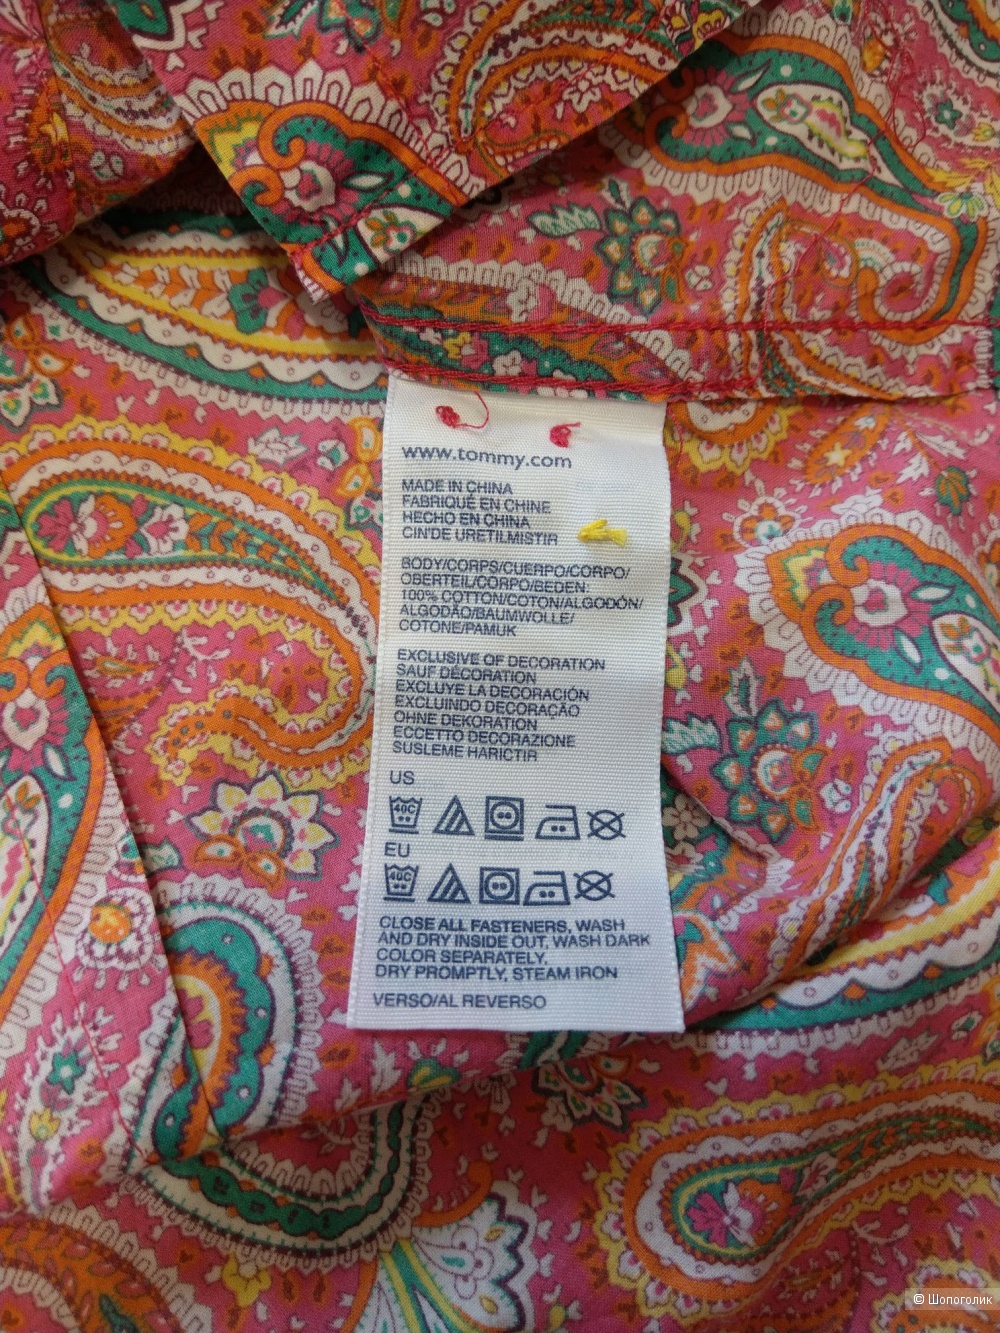 www.tommy.com
MADE IN CHINA
FABRIQUÉ EN CHINE
HECHO EN CHINA
CIN'DE URETILMISTIR
BODY/CORPS/CUERPO/CORPO/
OBERTEIL/CORPO/BEDEN:
100% COTTON/COTON/ALGODÓN/
ALGODÃO/BAUMWOLLE/
COTONE/PAMUK
EXCLUSIVE OF DECORATION
SAUF DÉCORATION
EXCLUYE LA DECORACIÓN
EXCLUINDO DECORAÇÃO
OHNE DEKORATION
ECCETTO DECORAZIONE
SUSLEME HARICTIR
US
40C
EU
40C
CLOSE ALL FASTENERS, WASH
AND DRY INSIDE OUT, WASH DARK
COLOR SEPARATELY,
DRY PROMPTLY, STEAM IRON
VERSO/AL REVERSO
© Шопоголик